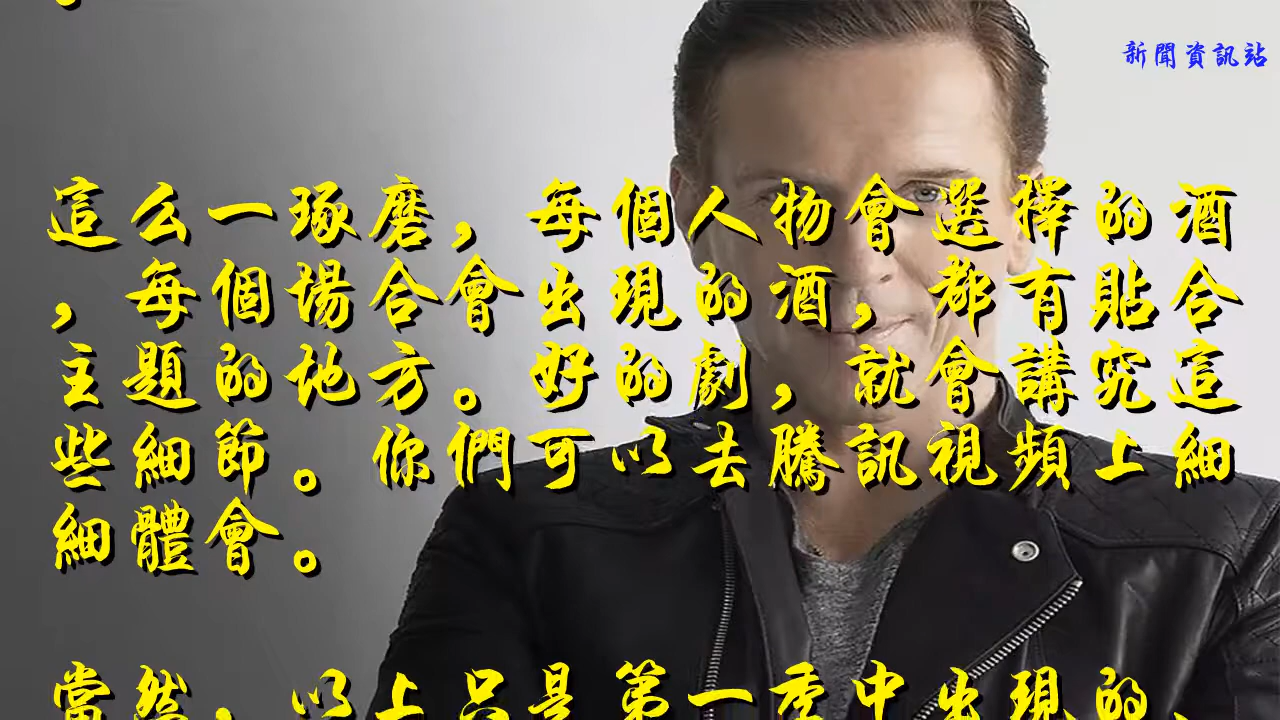 新聞資訊站
這么一琢磨，每個人物會選擇的酒
，每個場合會出現的酒，都有貼合
主題的地方。好的劇，就會講究這
些細節。你們可以去騰訊視頻上細
細體會。
當然，以上只是第一季中出現的、